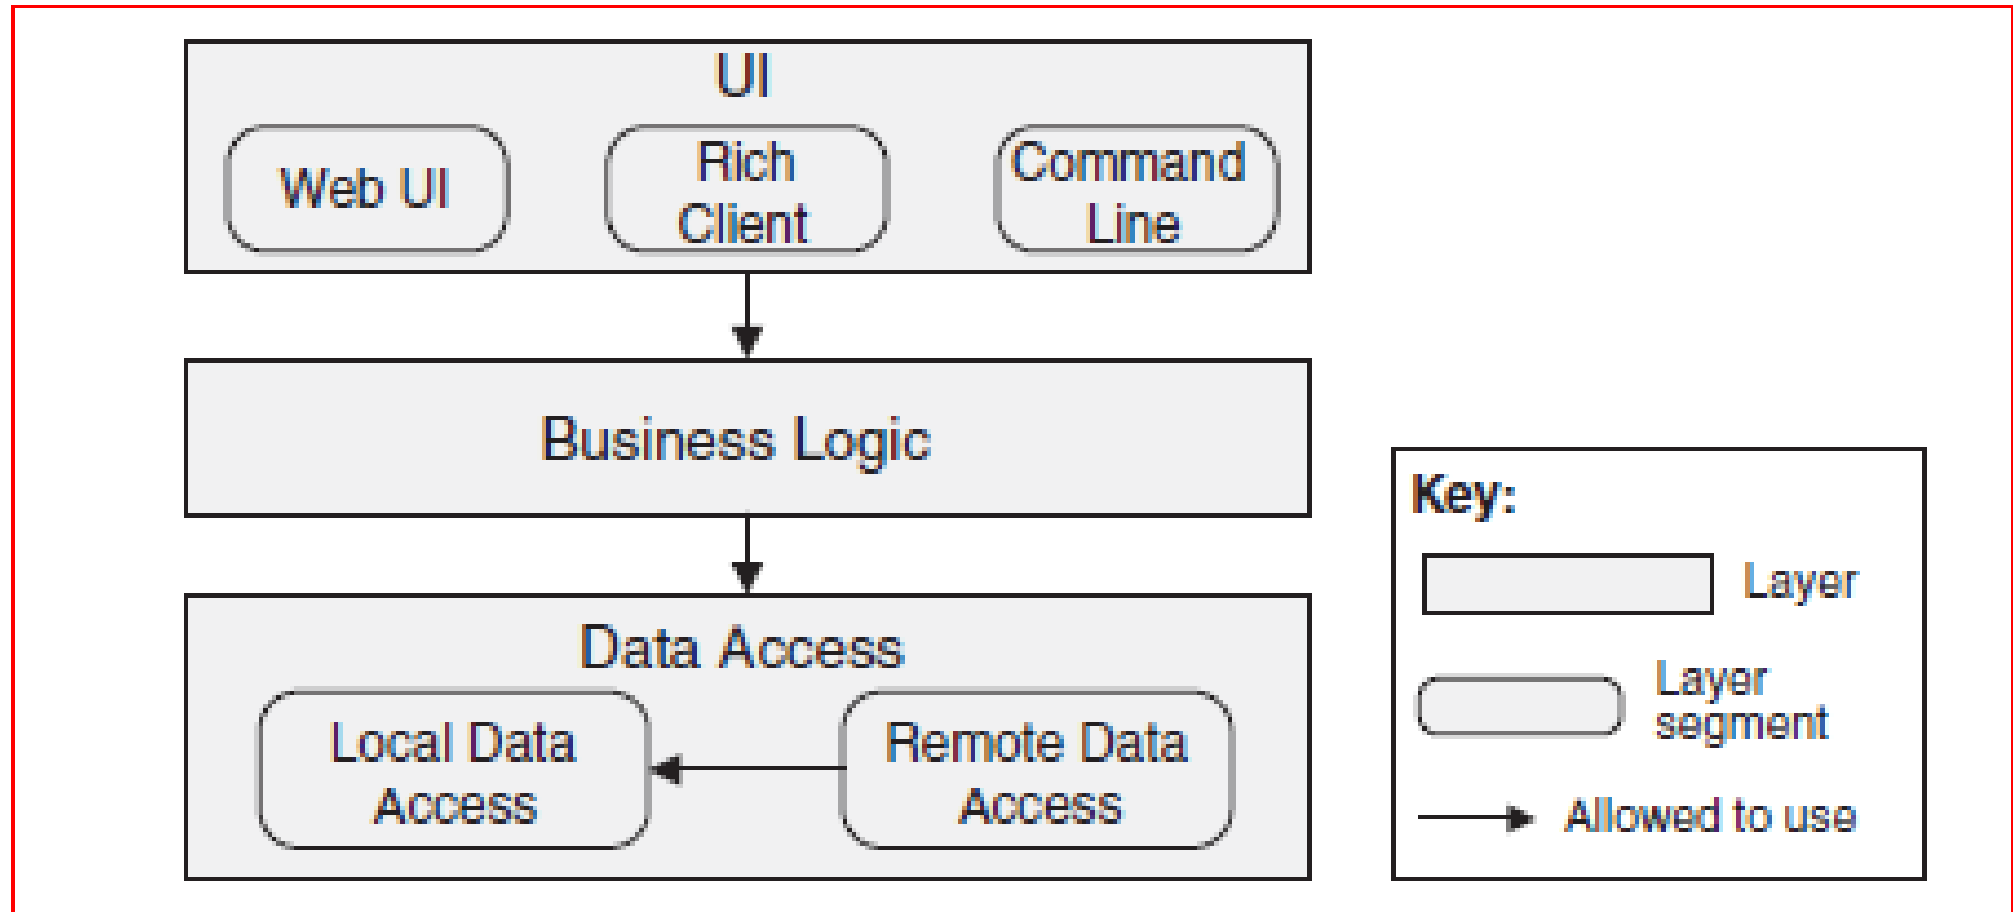 UI
Web UI
Rich
Client
Command
Line
Business Logic
Data Access
Local Data
Access
Remote Data
Access
Key:
Layer
Layer
segment
Allowed to use